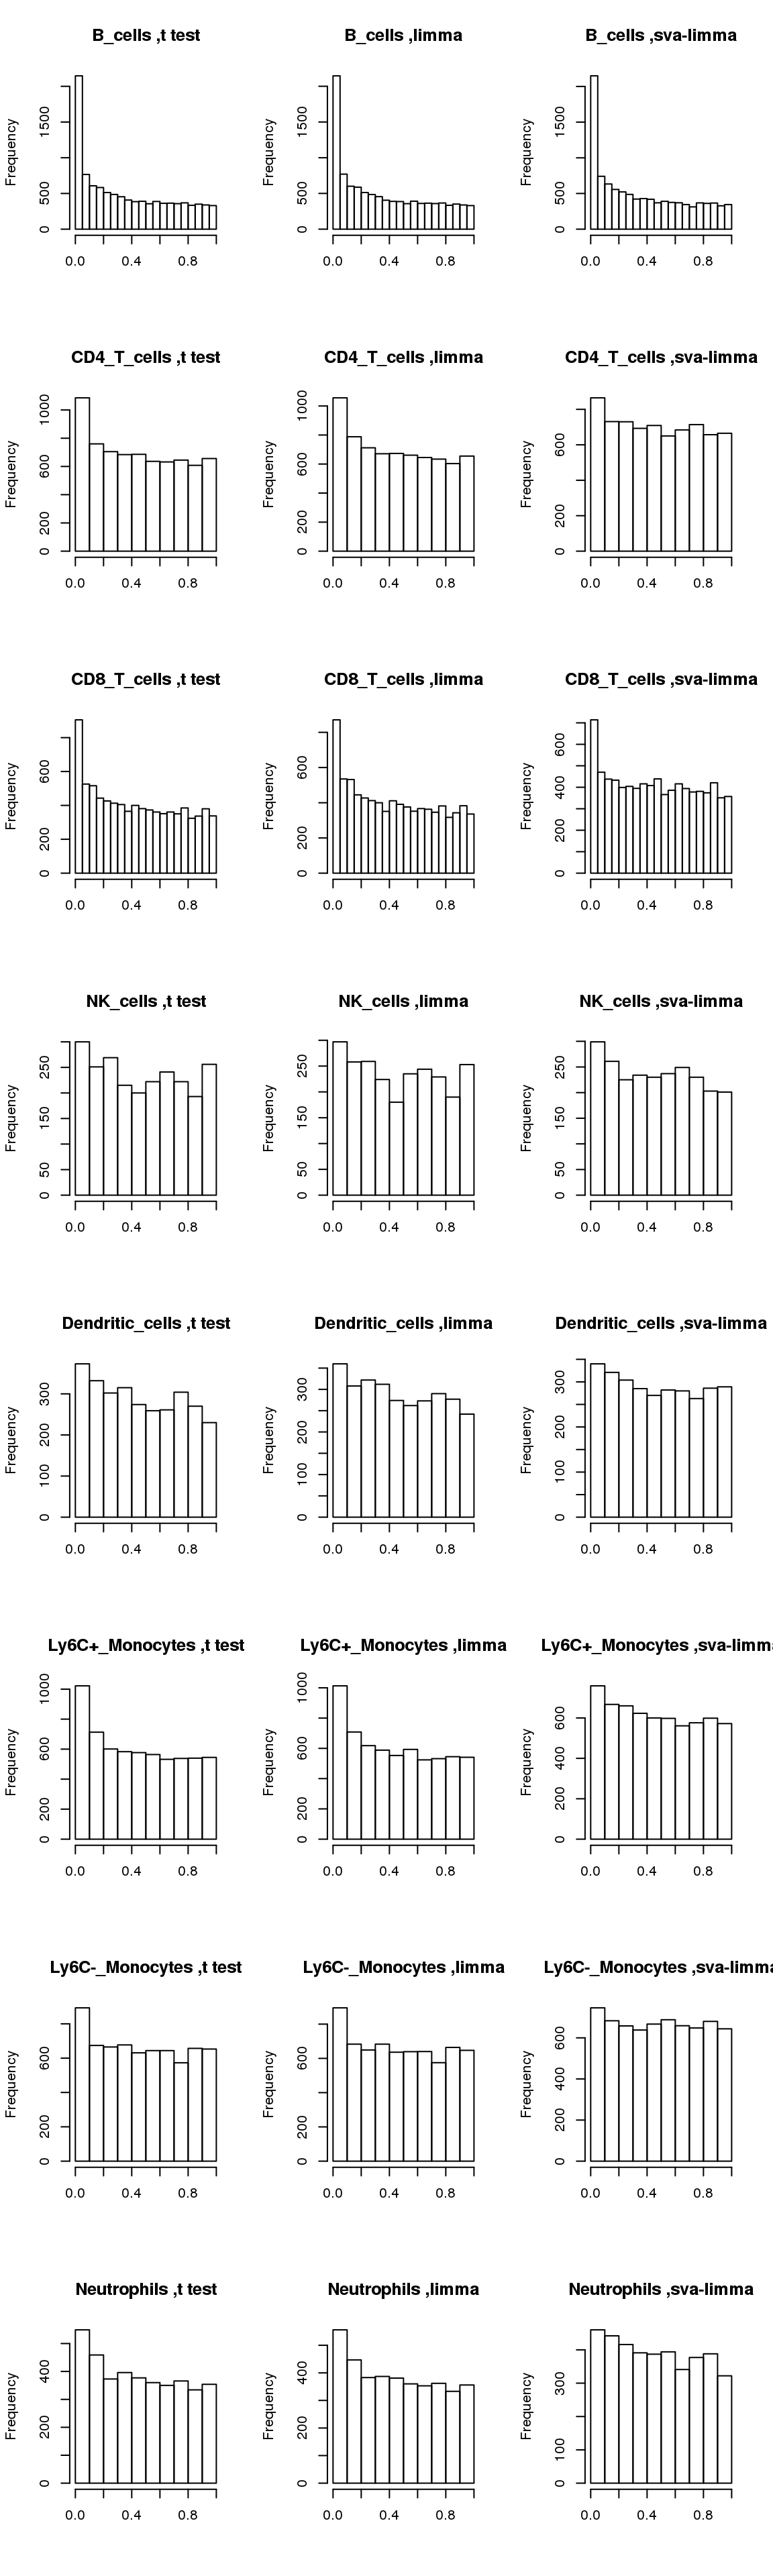 B_cells ,t test
B_cells ,limma
B_cells ,sva-limma
Frequency
0 500 1500
0.0 0.4 0.8
Frequency
0 500 1500
0.0 0.4 0.8
Frequency
0 500 1500
0.0 0.4 0.8
CD4_T_cells ,t test
CD4_T_cells ,limma
CD4_T_cells ,sva-limma
Frequency
0 200 600 1000
0.0 0.4 0.8
Frequency
0 200 600 1000
0.0 0.4 0.8
Frequency
0 200 600
0.0 0.4 0.8
CD8_T_cells ,t test
CD8_T_cells ,limma
CD8_T_cells ,sva-limma
Frequency
0 200 600
0.0 0.4 0.8
Frequency
0 200 600
0.0 0.4 0.8
Frequency
0 200 400 600
0.0 0.4 0.8
NK_cells ,t test
NK_cells ,limma
NK_cells ,sva-limma
Frequency
0 50 150 250
0.0 0.4 0.8
Frequency
0 50 150 250
0.0 0.4 0.8
Frequency
0 50 150 250
0.0 0.4 0.8
Dendritic_cells ,t test
Dendritic_cells ,limma
Dendritic_cells ,sva-limma
Frequency
0 100 200 300
0.0 0.4 0.8
Frequency
0 100 200 300
0.0 0.4 0.8
Frequency
0 100 200 300
0.0 0.4 0.8
Ly6C+_Monocytes ,t test
Ly6C+_Monocytes ,limma
Ly6C+_Monocytes ,sva-limma
Frequency
0 200 600 1000
0.0 0.4 0.8
Frequency
0 200 600 1000
0.0 0.4 0.8
Frequency
0 200 400 600
0.0 0.4 0.8
Ly6C-_Monocytes ,t test
Ly6C-_Monocytes ,limma
Ly6C-_Monocytes ,sva-limma
Frequency
0 200 600
0.0 0.4 0.8
Frequency
0 200 600
0.0 0.4 0.8
Frequency
0 200 400 600
0.0 0.4 0.8
Neutrophils ,t test
Neutrophils ,limma
Neutrophils ,sva-limma
Frequency
0 200 400
0.0 0.4 0.8
Frequency
0 200 400
0.0 0.4 0.8
Frequency
0 100 300
0.0 0.4 0.8